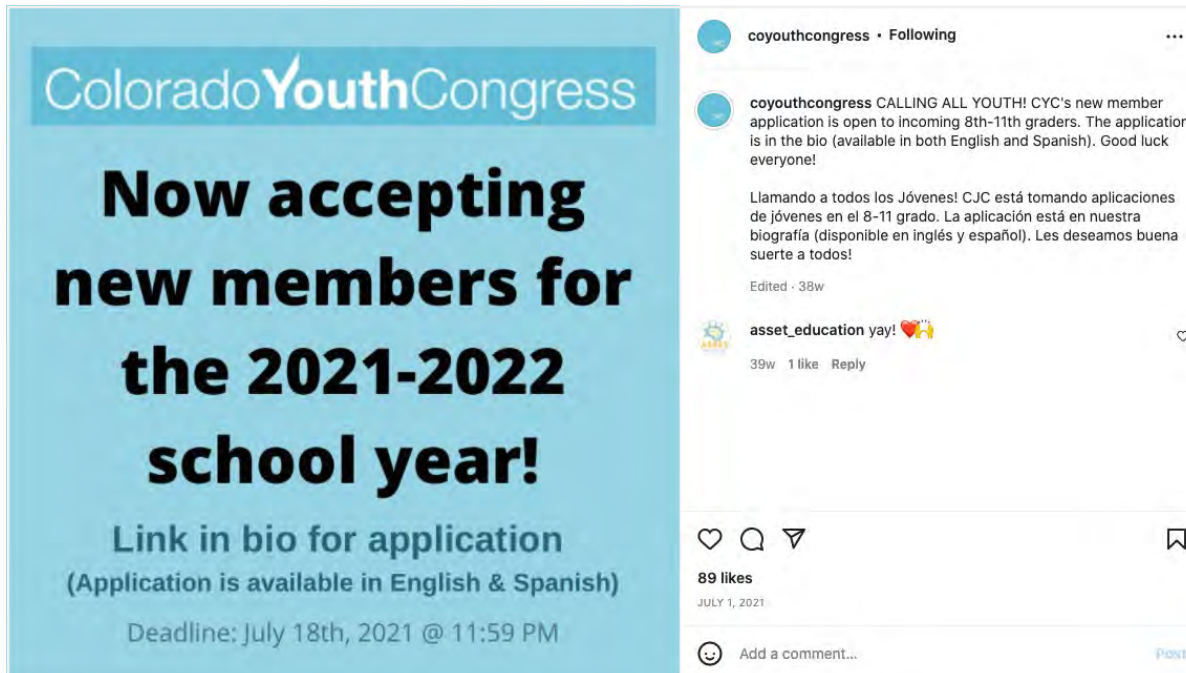 ColoradoYouthCongress
Now accepting
new members for
the 2021-2022
school year!
Link in bio for application
(Application is available in English & Spanish)
Deadline: July 18th, 2021 @ 11:59 PM
coyouthcongress • Following
coyouthcongress CALLING ALL YOUTH! CYC's new member
application is open to incoming 8th-11th graders. The application
is in the bio (available in both English and Spanish). Good luck
everyone!
Llamando a todos los Jóvenes! CJC está tomando aplicaciones
de jóvenes en el 8-11 grado. La aplicación está en nuestra
biografía (disponible en inglés y español). Les deseamos buena
suerte a todos!
Edited · 38w
asset_education yay! ❤️🙌
39w 1 like Reply
89 likes
JULY 1, 2021
Add a comment...
Post